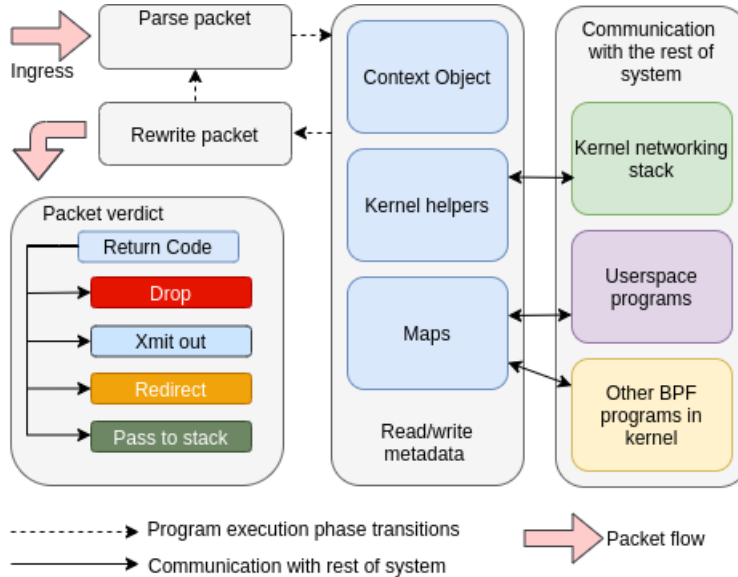 Parse packet
Ingress
Rewrite packet
Packet verdict
Return Code
Drop
Xmit out
Redirect
Pass to stack
Context Object
Kernel helpers
Maps
Read/write
metadata
Communication
with the rest of
system
Kernel networking
stack
Userspace
programs
Other BPF
programs in
kernel
Program execution phase transitions
Communication with rest of system
Packet flow